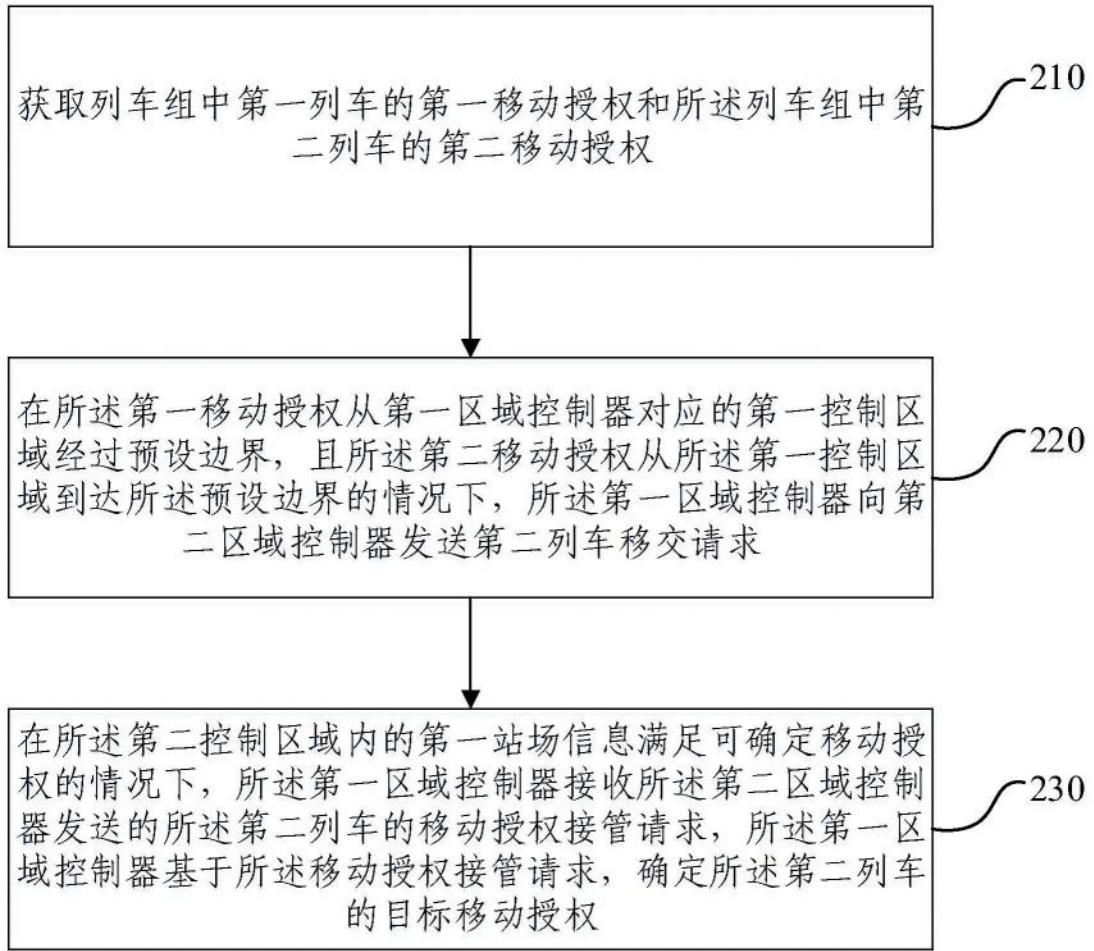 获取列车组中第一列车的第一移动授权和所述列车组中第
二列车的第二移动授权
210
在所述第一移动授权从第一区域控制器对应的第一控制区
域经过预设边界，且所述第二移动授权从所述第一控制区
域到达所述预设边界的情况下，所述第一区域控制器向第
二区域控制器发送第二列车移交请求
220
在所述第二控制区域内的第一站场信息满足可确定移动授
权的情况下，所述第一区域控制器接收所述第二区域控制
器发送的所述第二列车的移动授权接管请求，所述第一区
域控制器基于所述移动授权接管请求，确定所述第二列车
的目标移动授权
230